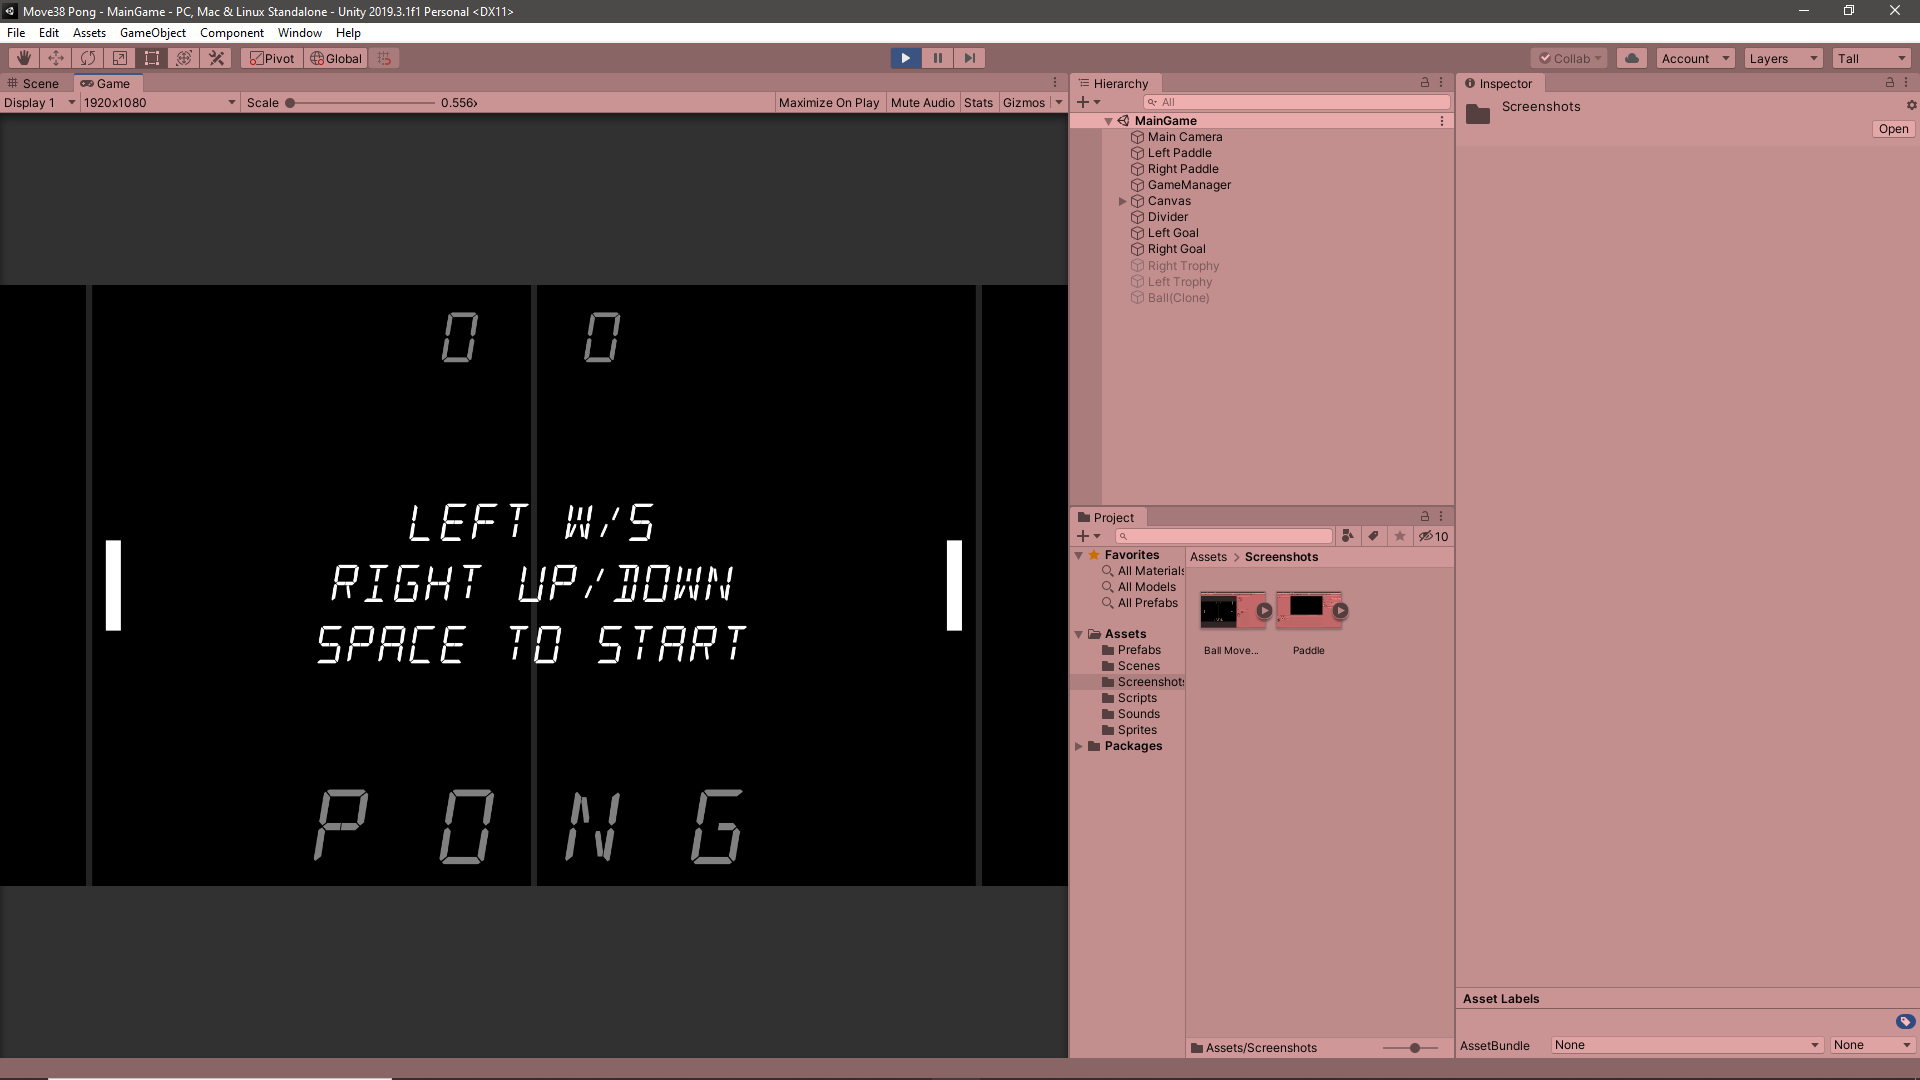 Move38 Pong - MainGame - PC, Mac & Linux Standalone - Unity 2019.3.1f1 Personal <DX11>
File Edit Assets GameObject Component Window Help
Pivot Global Collab Account Layers Tall
Scene Game
Display 1 1920x1080 Scale 0.556x Maximize On Play Mute Audio Stats Gizmos
0 0
LEFT W/S
RIGHT UP/DOWN
SPACE TO START
P O N G
Hierarchy
All
MainGame
Main Camera
Left Paddle
Right Paddle
GameManager
Canvas
Divider
Left Goal
Right Goal
Right Trophy
Left Trophy
Ball(Clone)
Project
10
Favorites
All Materials
All Models
All Prefabs
Assets
Prefabs
Scenes
Screenshots
Scripts
Sounds
Sprites
Packages
Assets > Screenshots
Ball Move... Paddle
Assets/Screenshots
Inspector
Screenshots
Open
Asset Labels
AssetBundle None None